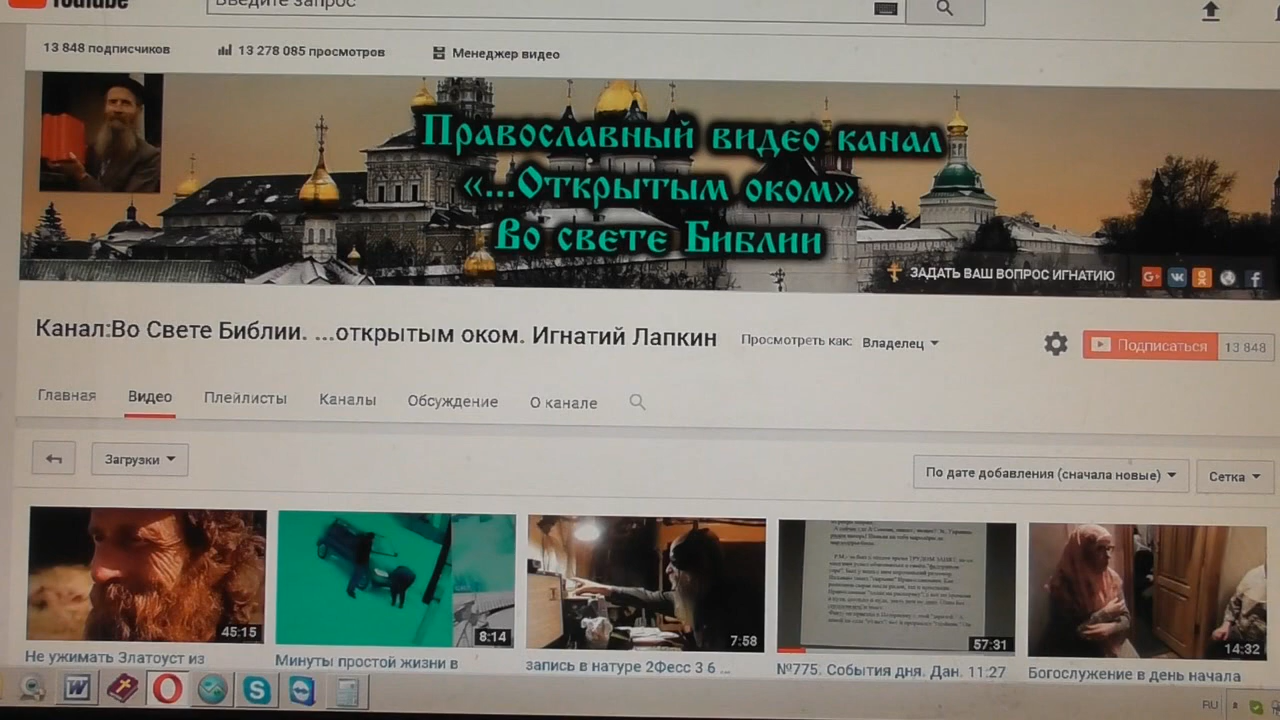 YouTube
Введите запрос
13 848 подписчиков
13 278 085 просмотров
Менеджер видео
Православный видео канал
«...Открытым оком»
Во свете Библии
ЗАДАТЬ ВАШ ВОПРОС ИГНАТИЮ
Канал:Во Свете Библии. ...открытым оком. Игнатий Лапкин
Просмотреть как: Владелец
Подписаться 13 848
Главная Видео Плейлисты Каналы Обсуждение О канале
Загрузки
По дате добавления (сначала новые)
Сетка
45:15
8:14
7:58
57:31
14:32
Не ужимать Златоуст из
Минуты простой жизни в
запись в натуре 2Фесс 3 6 ...
№775. События дня. Дан. 11:27
Богослужение в день начала
RU